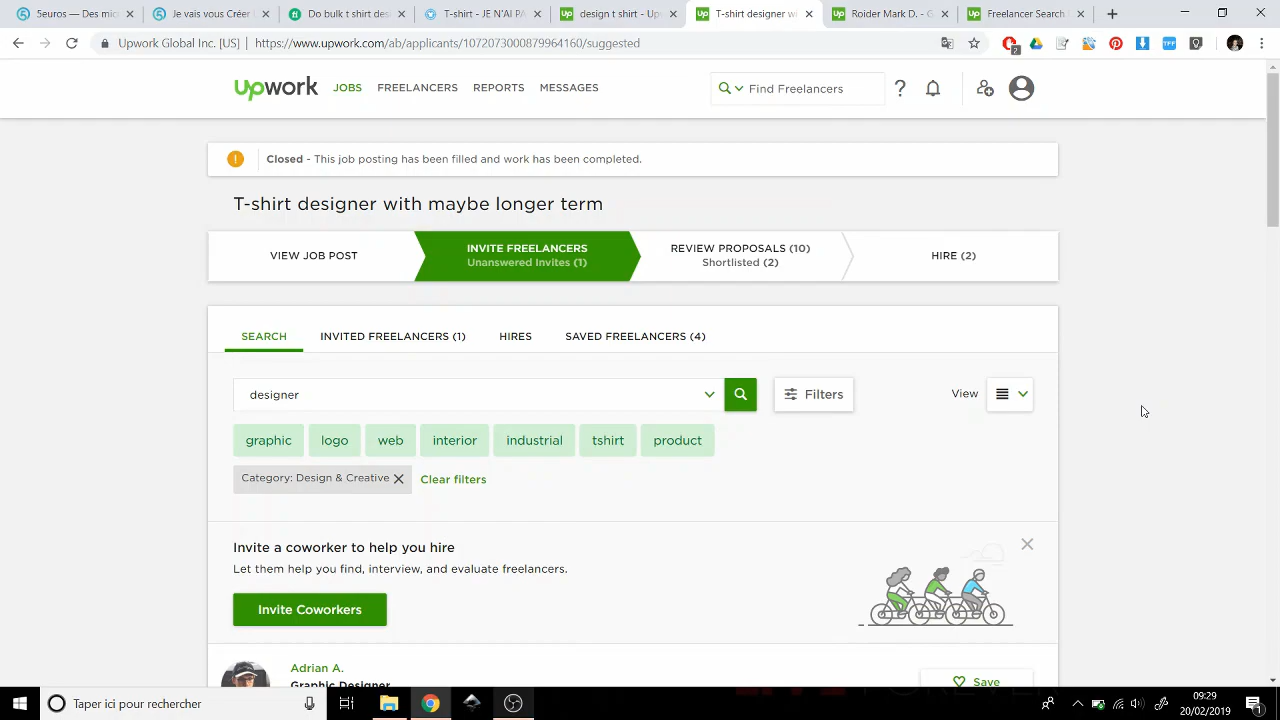 Seuros — Des mic
Je vais vous Créer
Do bulk t shirt des
T-shirt - JE N'AI PA
design t shirt - Upw
T-shirt designer wi
Roider Mark D. - G
Freelancer Search
Upwork Global Inc. [US] | https://www.upwork.com/ab/applicants/1072073000879964160/suggested
upwork JOBS FREELANCERS REPORTS MESSAGES Find Freelancers
Closed - This job posting has been filled and work has been completed.
T-shirt designer with maybe longer term
VIEW JOB POST
INVITE FREELANCERS
Unanswered Invites (1)
REVIEW PROPOSALS (10)
Shortlisted (2)
HIRE (2)
SEARCH INVITED FREELANCERS (1) HIRES SAVED FREELANCERS (4)
designer Filters View
graphic logo web interior industrial tshirt product
Category: Design & Creative Clear filters
Invite a coworker to help you hire
Let them help you find, interview, and evaluate freelancers.
Invite Coworkers
Adrian A.
Graphic Designer
Save
Taper ici pour rechercher
09:29
20/02/2019